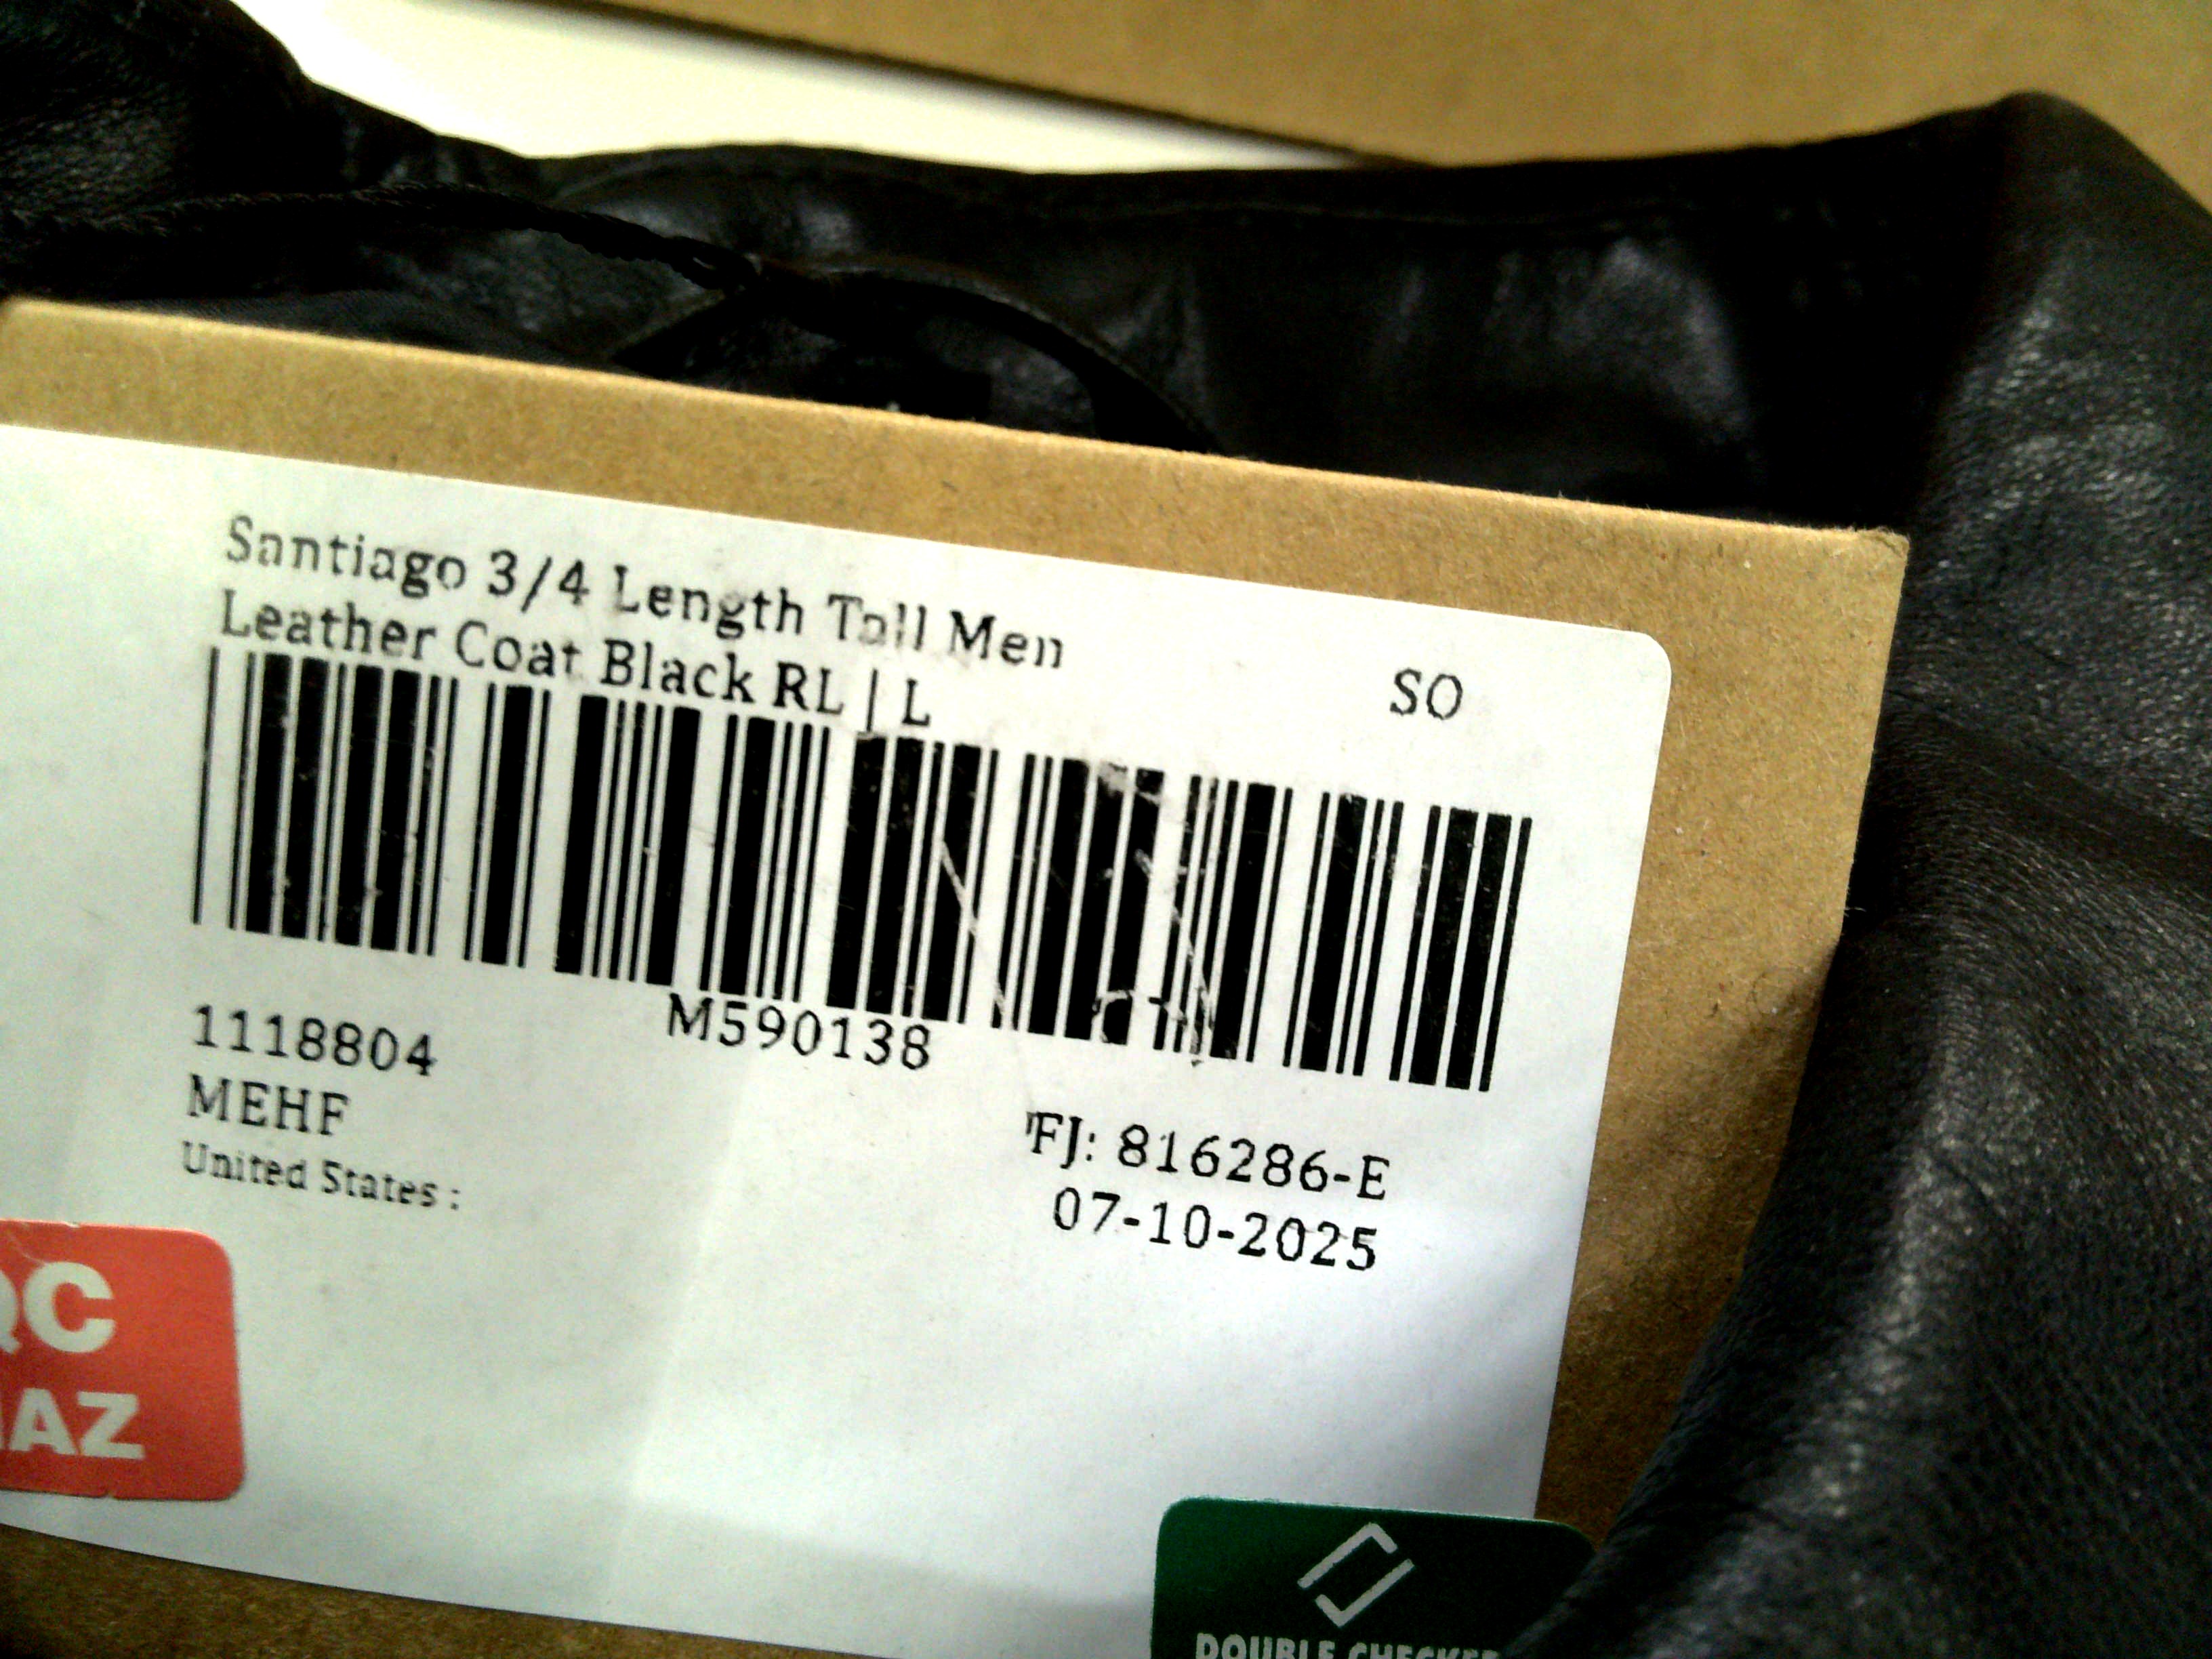 Santiago 3/4 Length Tall Men
Leather Coat Black RL | L
SO
M590138
1118804
MEHF
United States :
FJ: 816286-E
07-10-2025
QC
AZ
DOUBLE CHECKE